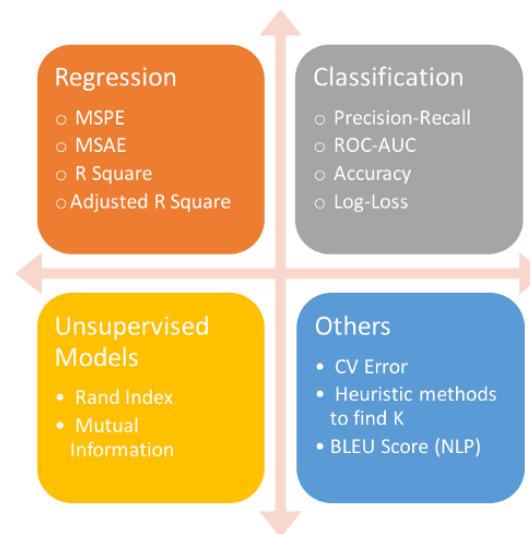 Regression
○ MSPE
○ MSAE
○ R Square
○ Adjusted R Square
Classification
○ Precision-Recall
○ ROC-AUC
○ Accuracy
○ Log-Loss
Unsupervised
Models
• Rand Index
• Mutual
Information
Others
• CV Error
• Heuristic methods
to find K
• BLEU Score (NLP)